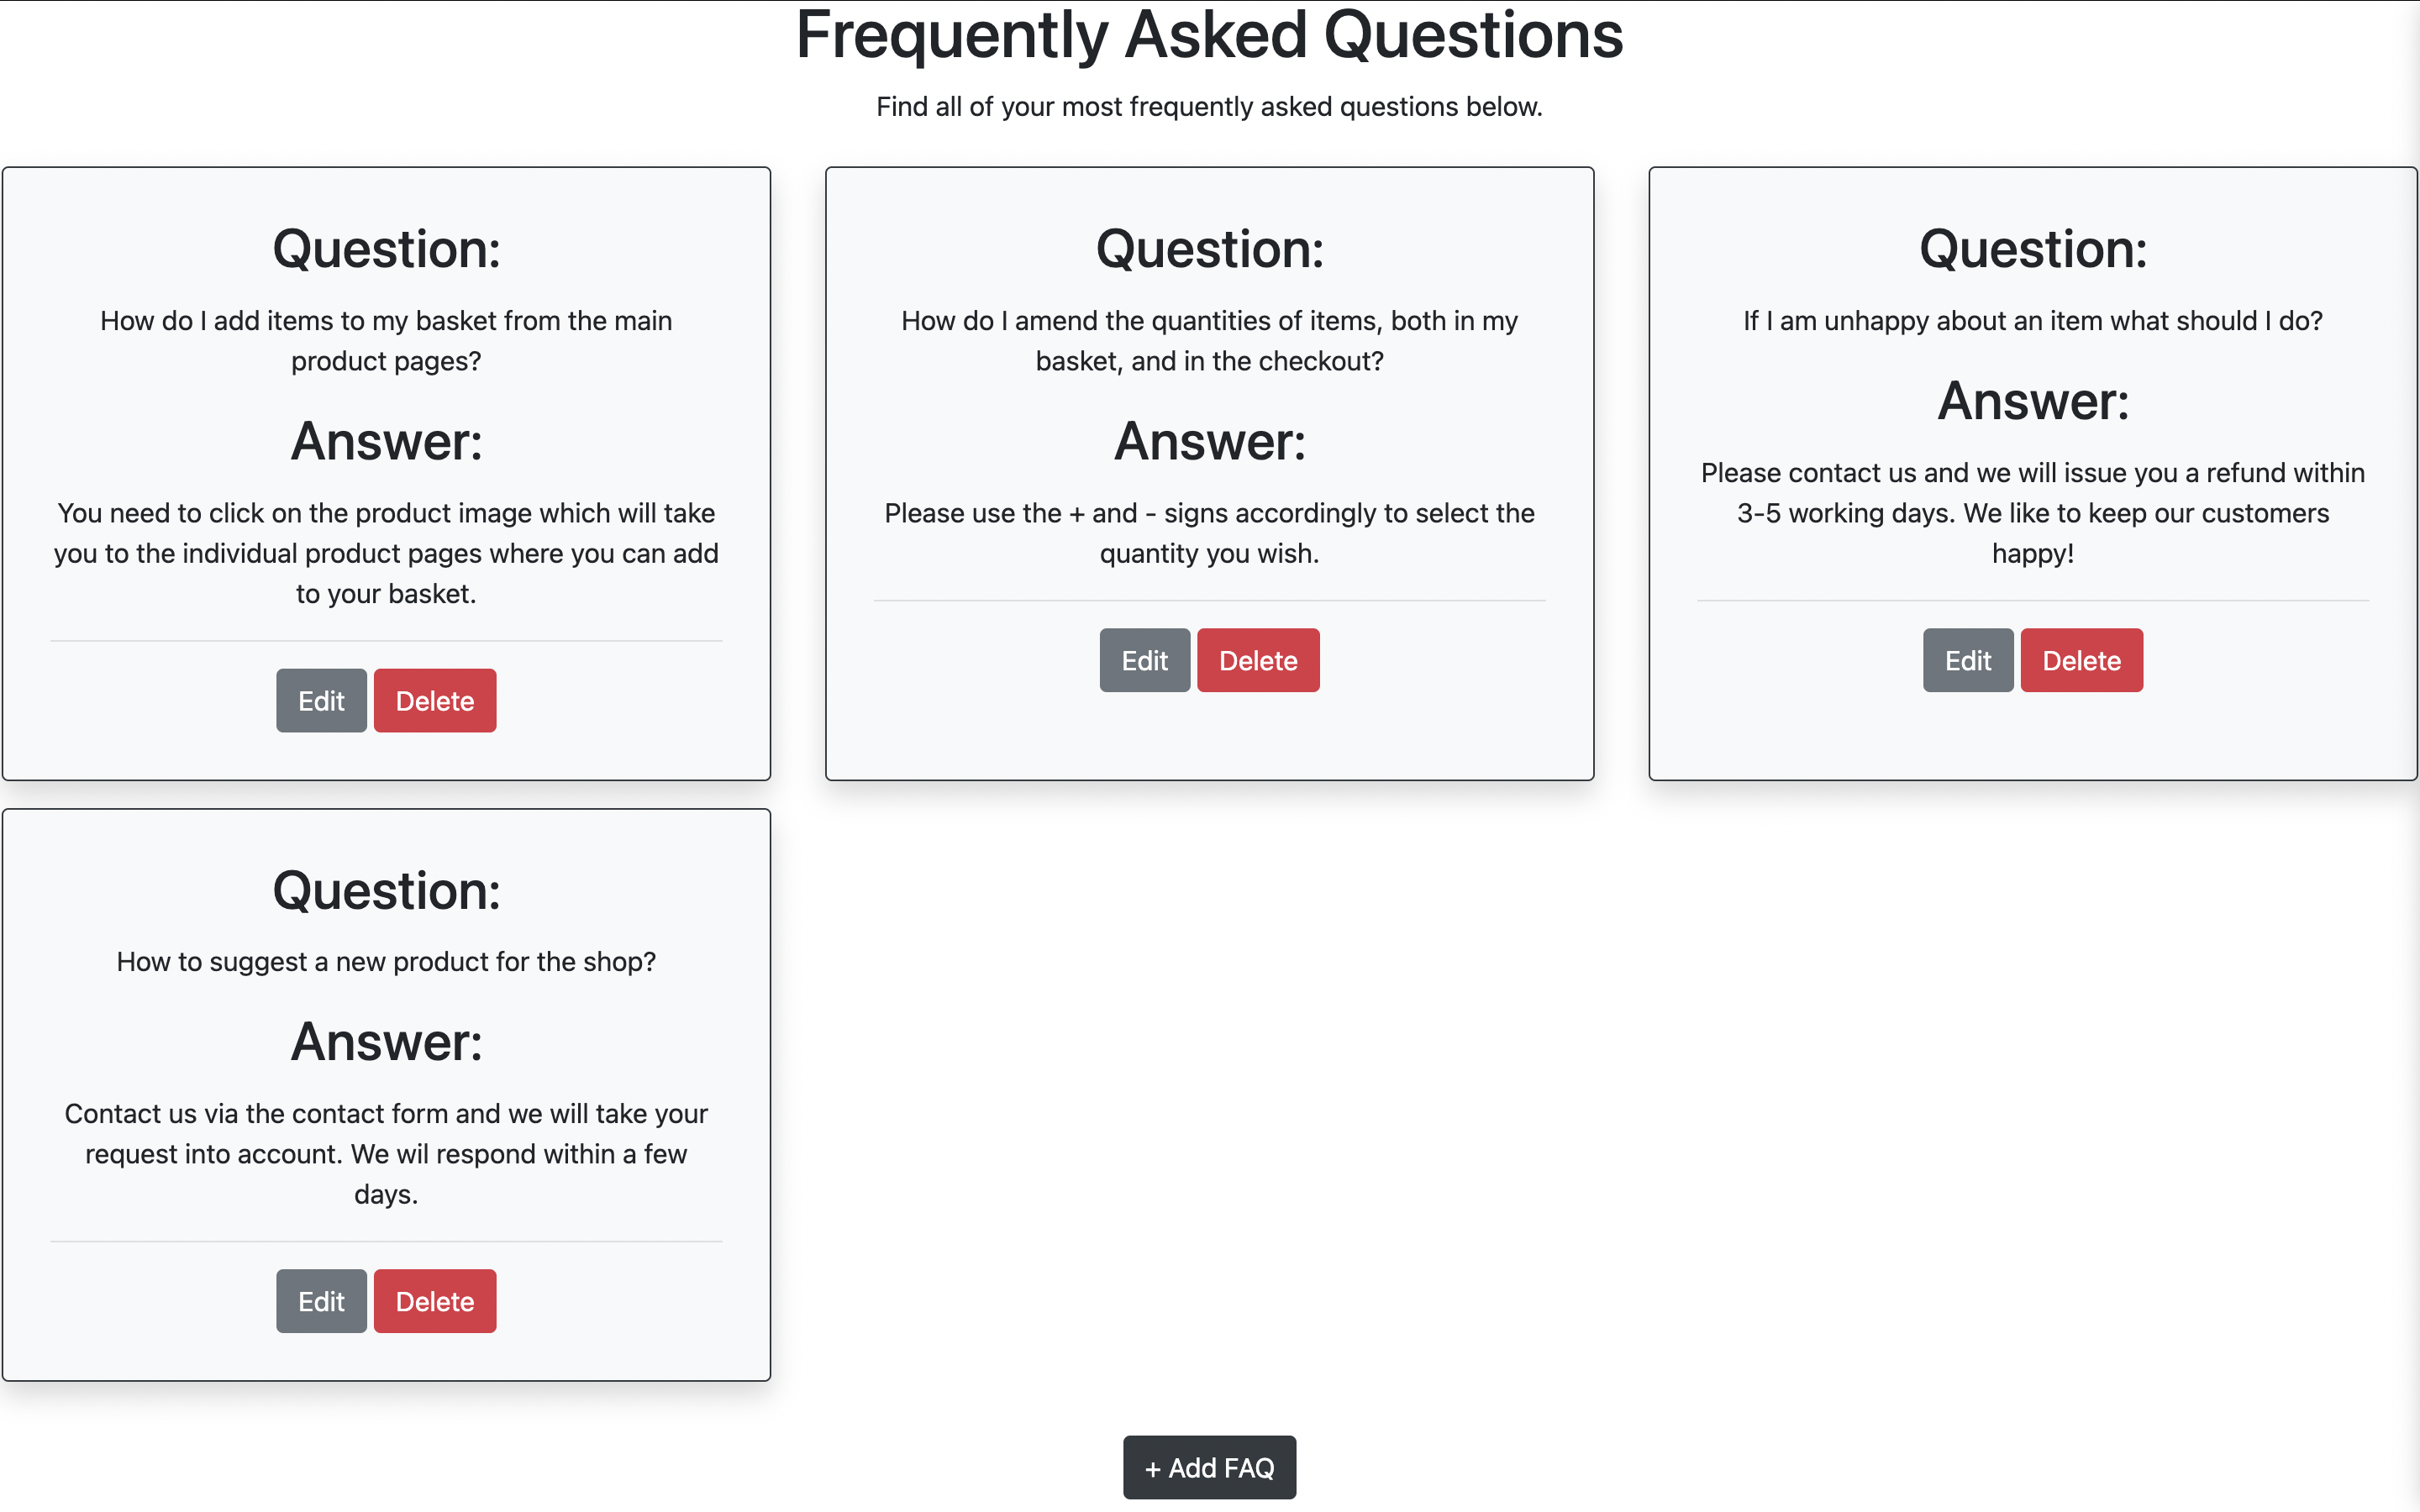 Frequently Asked Questions
Find all of your most frequently asked questions below.
Question:
How do I add items to my basket from the main
product pages?
Answer:
You need to click on the product image which will take
you to the individual product pages where you can add
to your basket.
Edit Delete
Question:
How do I amend the quantities of items, both in my
basket, and in the checkout?
Answer:
Please use the + and - signs accordingly to select the
quantity you wish.
Edit Delete
Question:
If I am unhappy about an item what should I do?
Answer:
Please contact us and we will issue you a refund within
3-5 working days. We like to keep our customers
happy!
Edit Delete
Question:
How to suggest a new product for the shop?
Answer:
Contact us via the contact form and we will take your
request into account. We wil respond within a few
days.
Edit Delete
+ Add FAQ